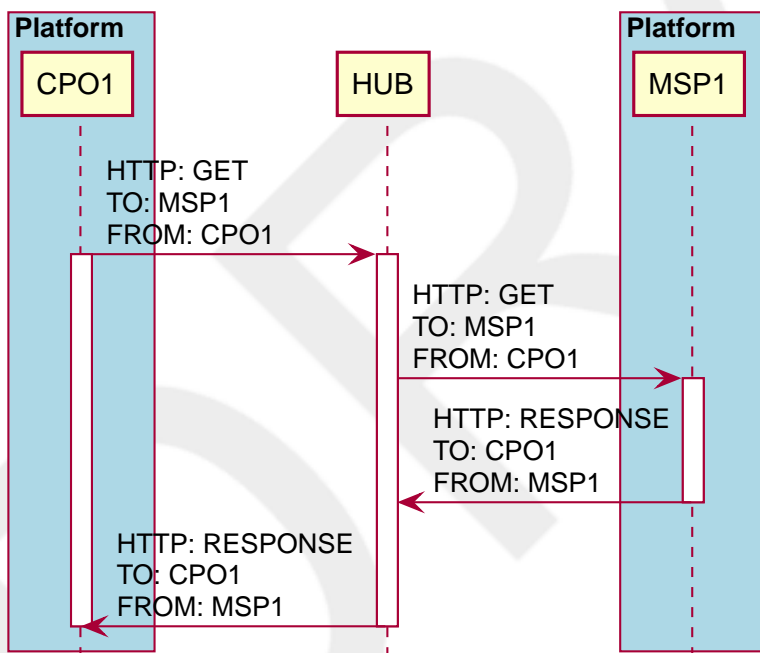 Platform
Platform
CPO1
HUB
MSP1
HTTP: GET
TO: MSP1
FROM: CPO1
HTTP: GET
TO: MSP1
FROM: CPO1
HTTP: RESPONSE
TO: CPO1
FROM: MSP1
HTTP: RESPONSE
TO: CPO1
FROM: MSP1